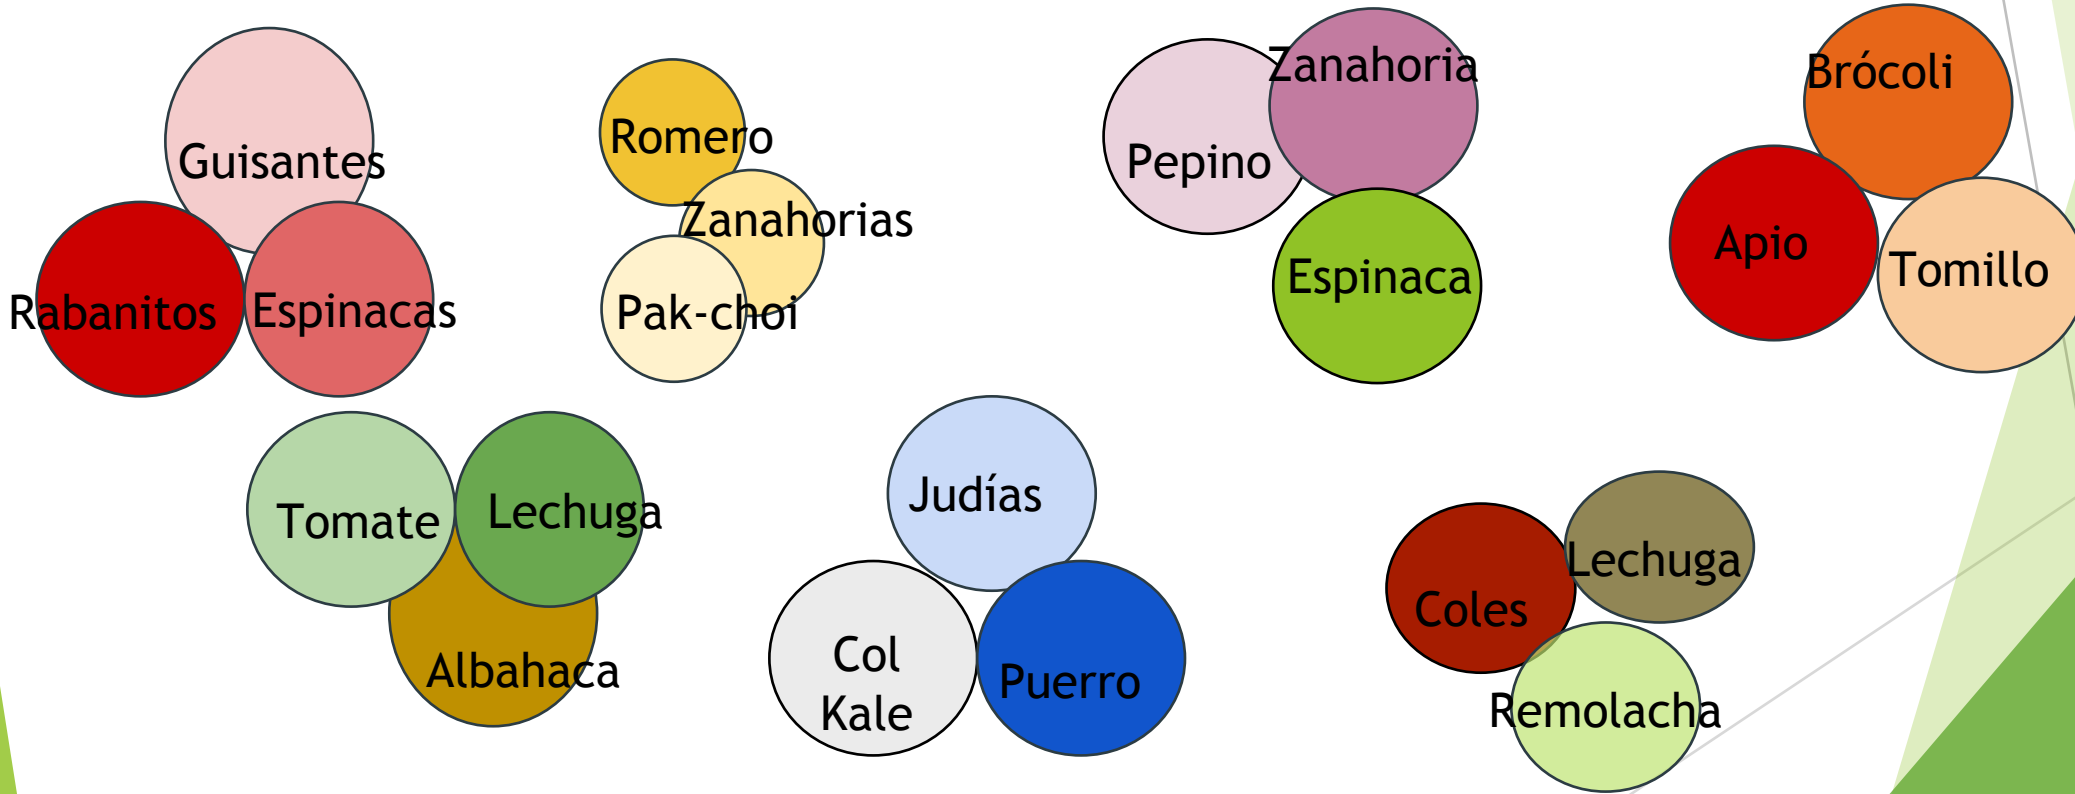 Guisantes
Rabanitos
Espinacas
Romero
Zanahorias
Pak-choi
Zanahoria
Pepino
Espinaca
Brócoli
Apio
Tomillo
Tomate
Lechuga
Albahaca
Judías
Col
Kale
Puerro
Lechuga
Coles
Remolacha